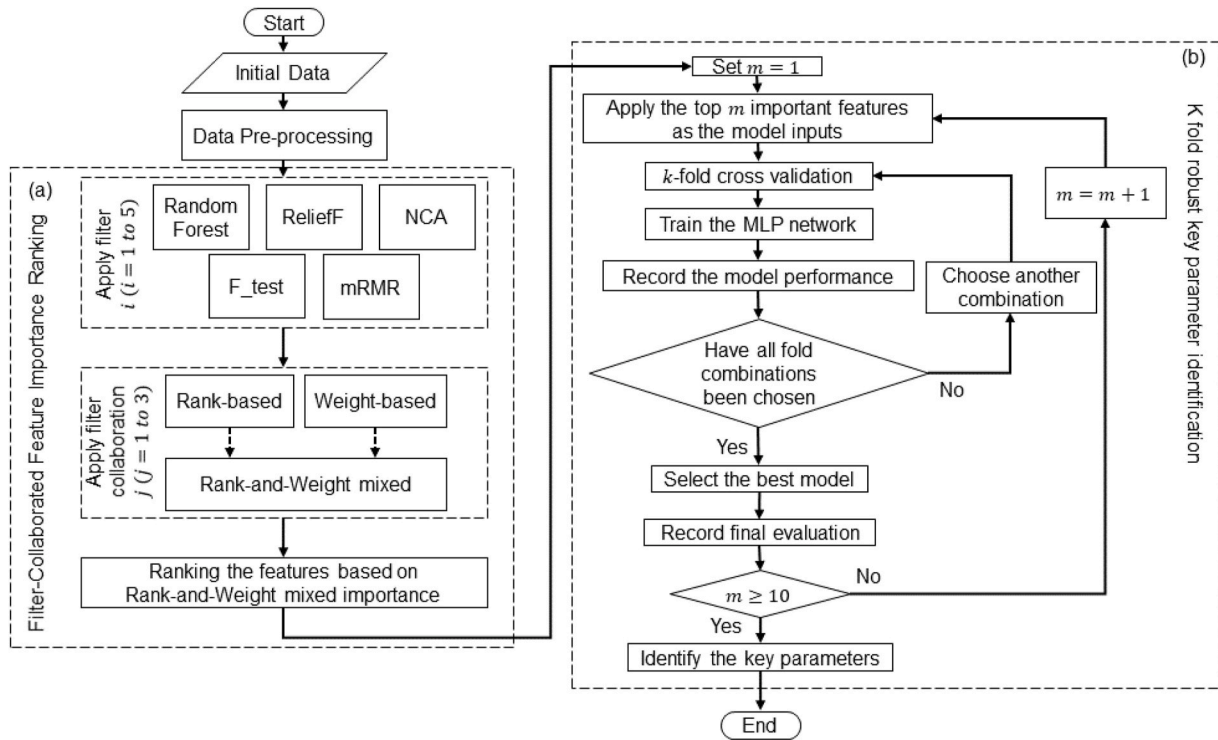 Start
Initial Data
Data Pre-processing
(a)
Filter-Collaborated Feature Importance Ranking
Apply filter
i (i = 1 to 5)
Random
Forest
ReliefF
NCA
F_test
mRMR
Apply filter
collaboration
j (j = 1 to 3)
Rank-based
Weight-based
Rank-and-Weight mixed
Ranking the features based on
Rank-and-Weight mixed importance
(b)
K fold robust key parameter identification
Set m = 1
Apply the top m important features
as the model inputs
k-fold cross validation
Train the MLP network
Record the model performance
Have all fold
combinations
been chosen
No
Choose another
combination
Yes
Select the best model
Record final evaluation
m ≥ 10
No
m = m + 1
Yes
Identify the key parameters
End